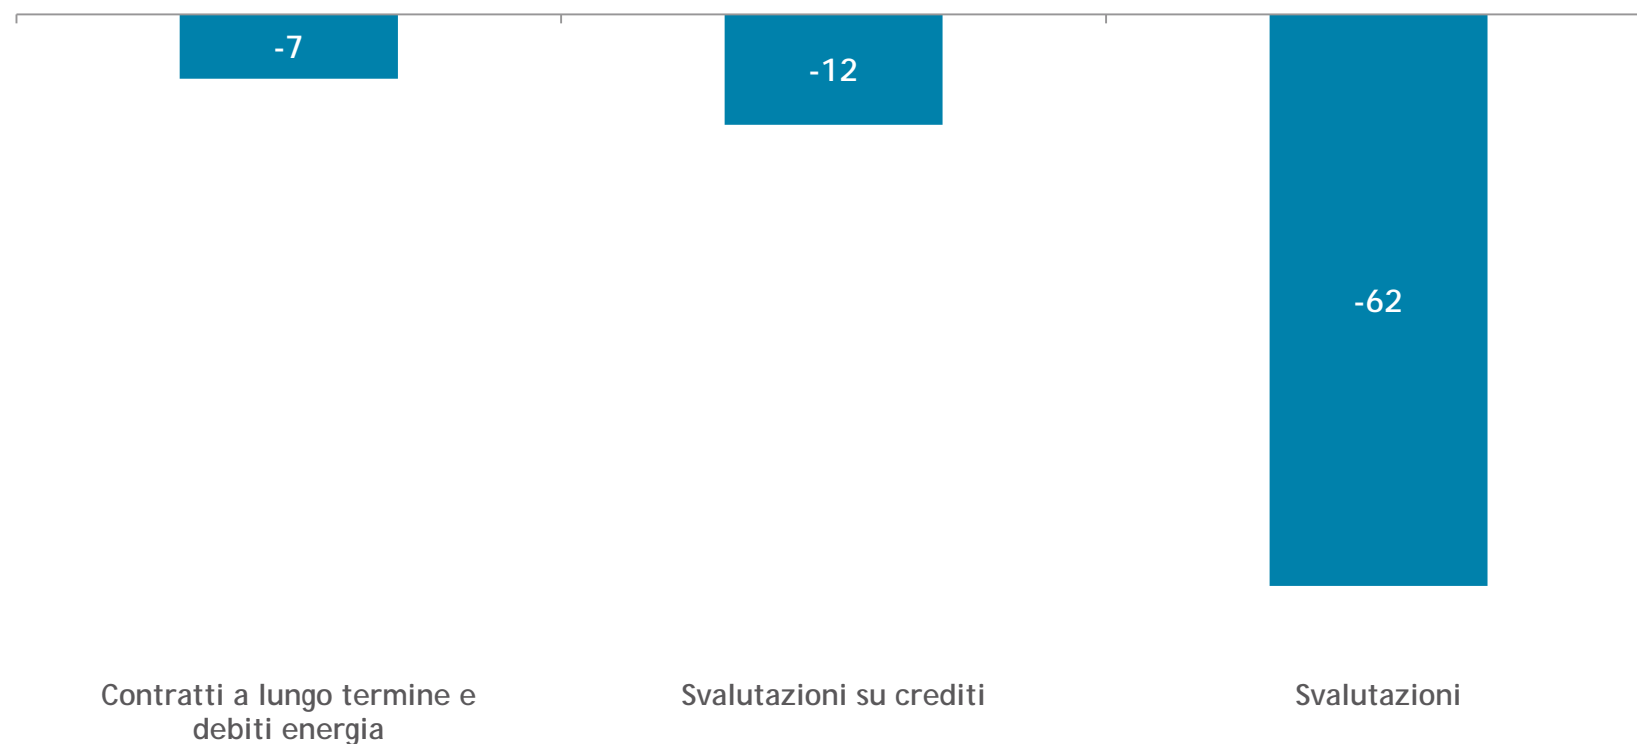 -7
-12
-62
Contratti a lungo termine e
debiti energia
Svalutazioni su crediti
Svalutazioni